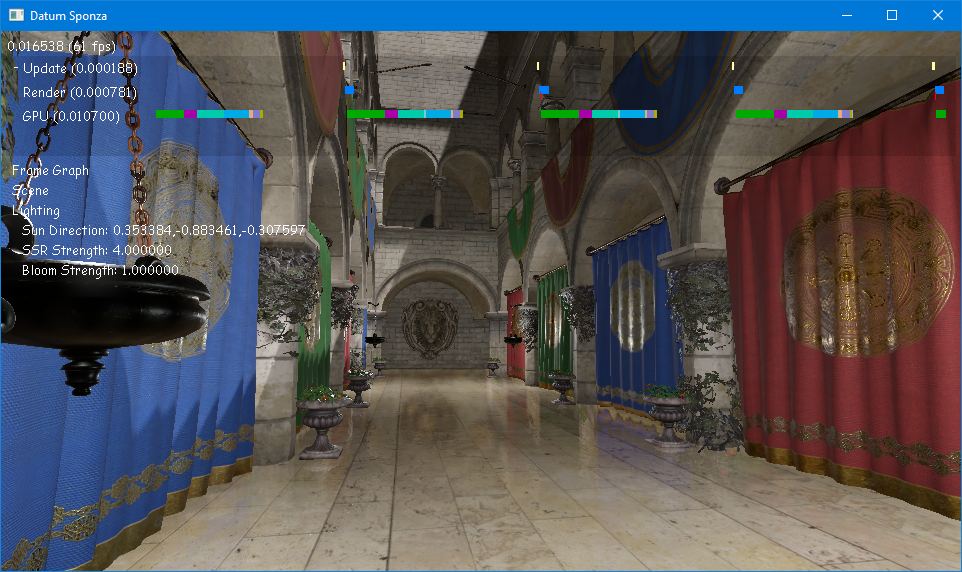 Datum Sponza
0.016538 (61 fps)
- Update (0.000188)
Render (0.000781)
GPU (0.010700)
Frame Graph
Scene
Lighting
Sun Direction: 0.353384,-0.883461,-0.307597
SSR Strength: 4.000000
Bloom Strength: 1.000000